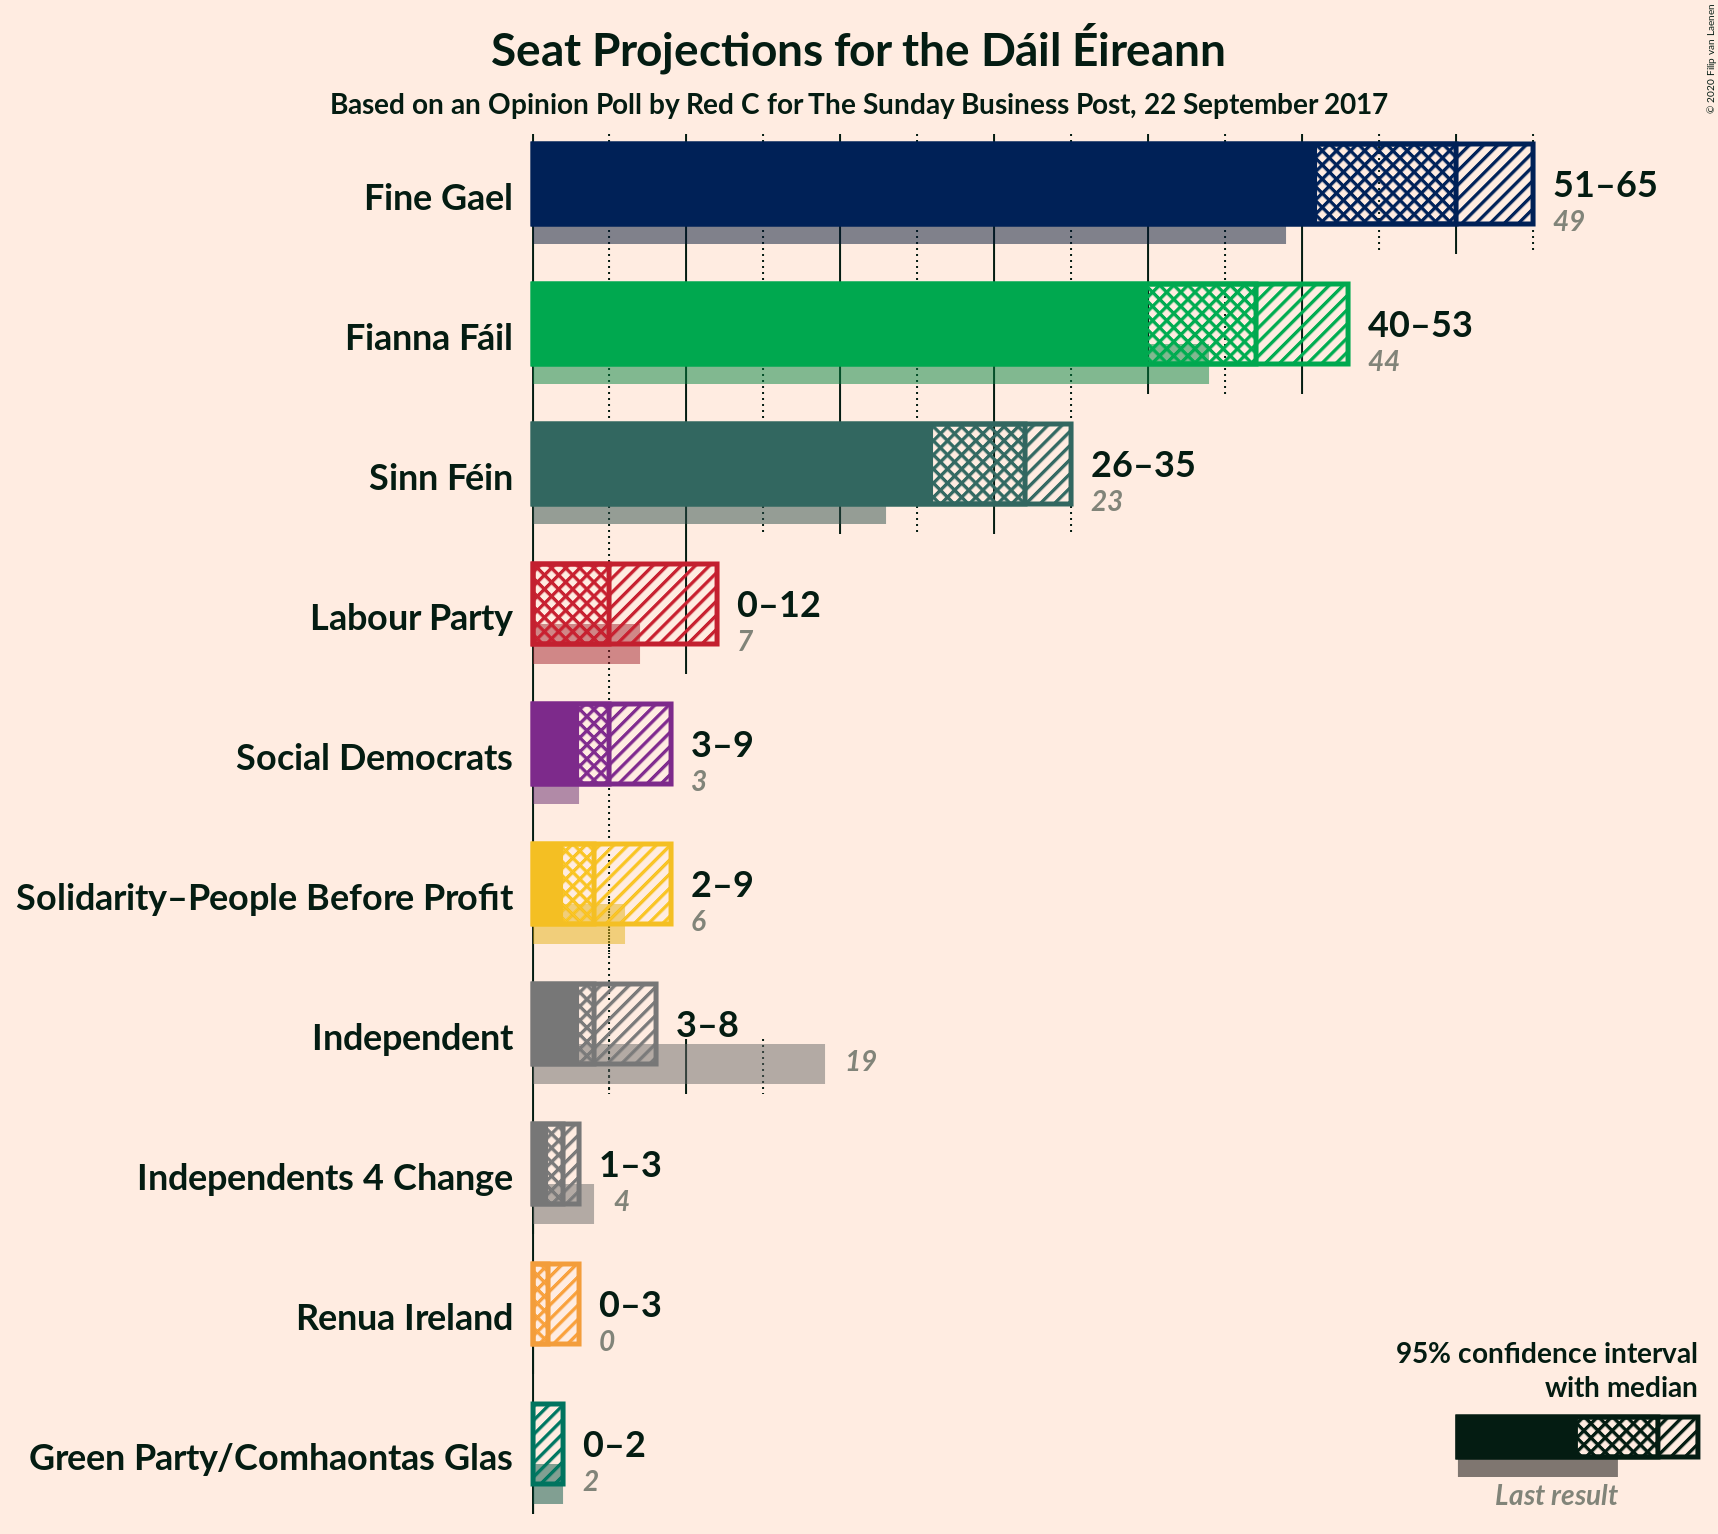 Seat Projections for the Dáil Éireann
Based on an Opinion Poll by Red C for The Sunday Business Post, 22 September 2017
© 2020 Filip van Laenen
Fine Gael
51–65
49
Fianna Fáil
40–53
44
Sinn Féin
26–35
23
Labour Party
0–12
7
Social Democrats
3–9
3
Solidarity–People Before Profit
2–9
6
Independent
3–8
19
Independents 4 Change
1–3
4
Renua Ireland
0–3
0
Green Party/Comhaontas Glas
0–2
2
95% confidence interval
with median
Last result